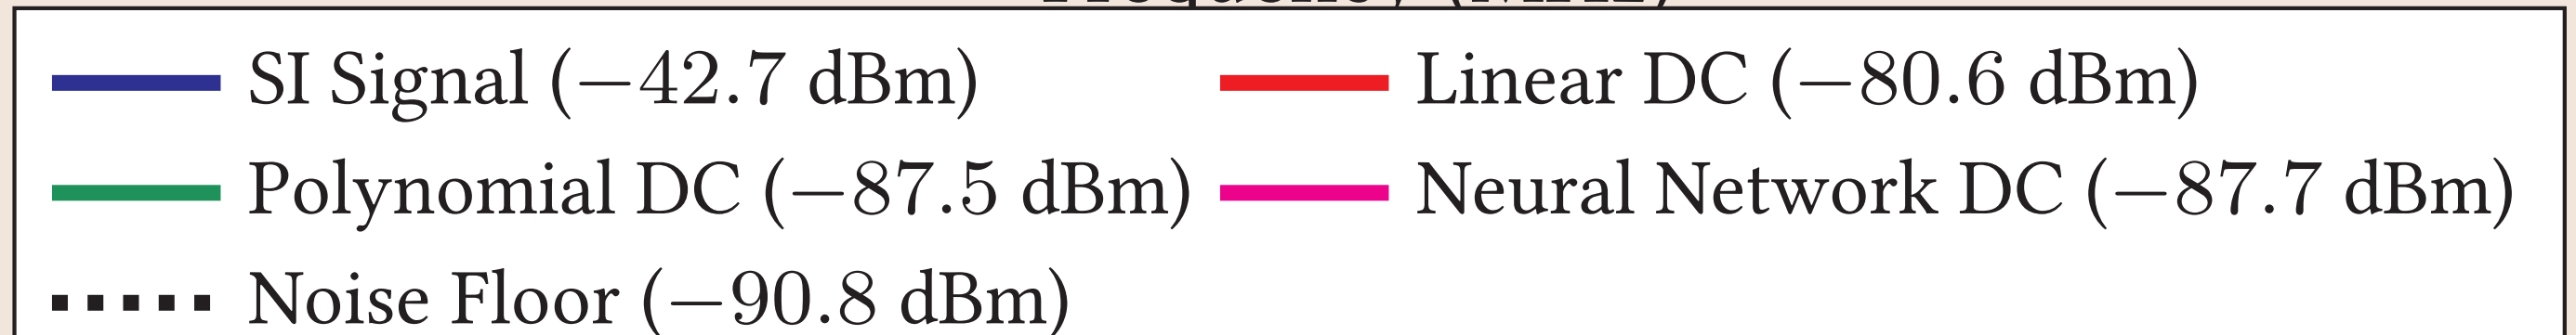 SI Signal (−42.7 dBm) Linear DC (−80.6 dBm)
Polynomial DC (−87.5 dBm) Neural Network DC (−87.7 dBm)
Noise Floor (−90.8 dBm)